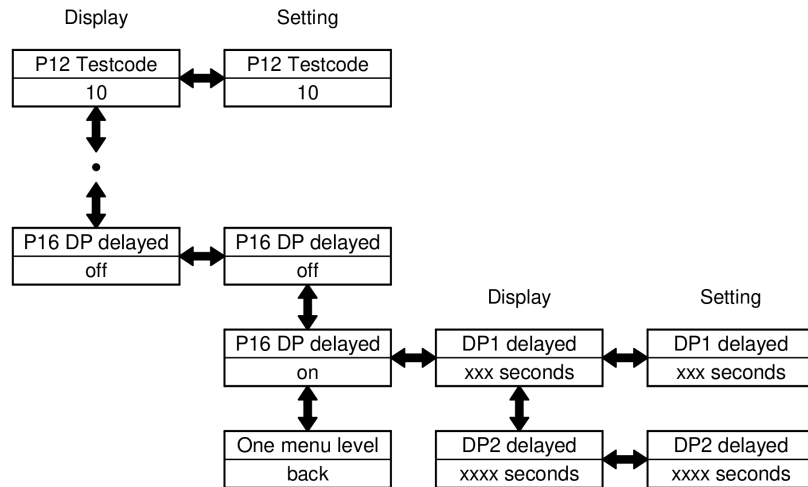 Display Setting
P12 Testcode P12 Testcode
10 10
P16 DP delayed P16 DP delayed
off off
Display Setting
P16 DP delayed DP1 delayed DP1 delayed
on xxx seconds xxx seconds
One menu level DP2 delayed DP2 delayed
back xxxx seconds xxxx seconds